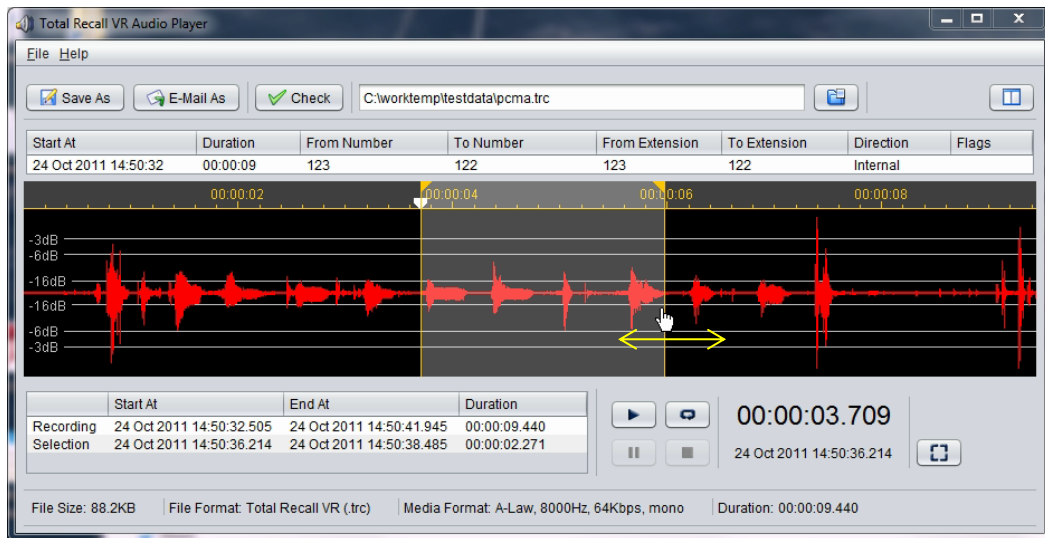 Total Recall VR Audio Player
File Help
Save As E-Mail As Check C:\worktemp\testdata\pcma.trc
Start At Duration From Number To Number From Extension To Extension Direction Flags
24 Oct 2011 14:50:32 00:00:09 123 122 123 122 Internal
00:00:02 00:00:04 00:00:06 00:00:08
-3dB
-6dB
-16dB
-16dB
-6dB
-3dB
Start At End At Duration
Recording 24 Oct 2011 14:50:32.505 24 Oct 2011 14:50:41.945 00:00:09.440
Selection 24 Oct 2011 14:50:36.214 24 Oct 2011 14:50:38.485 00:00:02.271
00:00:03.709
24 Oct 2011 14:50:36.214
File Size: 88.2KB File Format: Total Recall VR (.trc) Media Format: A-Law, 8000Hz, 64Kbps, mono Duration: 00:00:09.440